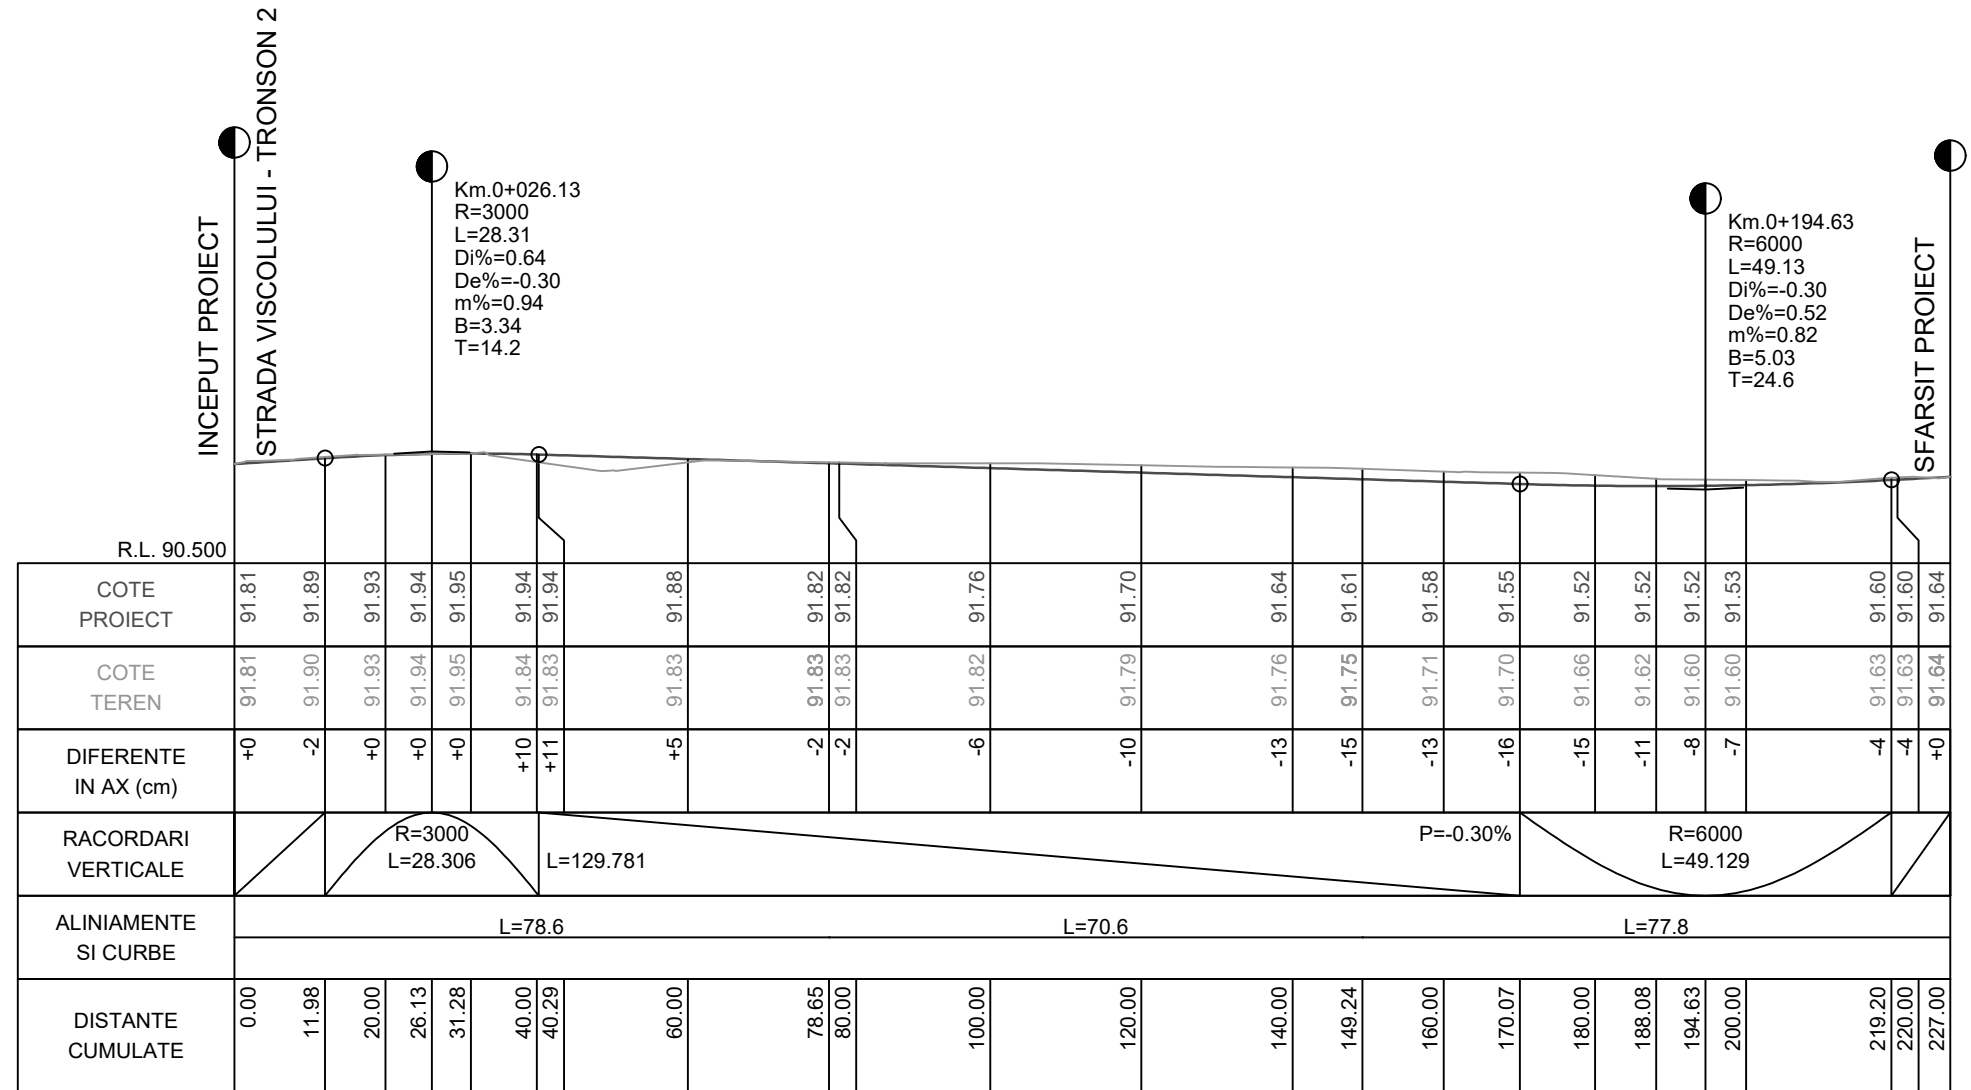 INCEPUT PROIECT
STRADA VISCOLULUI - TRONSON 2
Km.0+026.13
R=3000
L=28.31
Di%=0.64
De%=-0.30
m%=0.94
B=3.34
T=14.2
Km.0+194.63
R=6000
L=49.13
Di%=-0.30
De%=0.52
m%=0.82
B=5.03
T=24.6
SFARSIT PROIECT
R.L. 90.500
COTE
PROIECT
91.81 91.89 91.93 91.94 91.95 91.94 91.94 91.88 91.82 91.82 91.76 91.70 91.64 91.61 91.58 91.55 91.52 91.52 91.52 91.53 91.60 91.60 91.64
COTE
TEREN
91.81 91.90 91.93 91.94 91.95 91.84 91.83 91.83 91.83 91.83 91.82 91.79 91.76 91.75 91.71 91.70 91.66 91.62 91.60 91.60 91.63 91.63 91.64
DIFERENTE
IN AX (cm)
+0 -2 +0 +0 +0 +10 +11 +5 -2 -2 -6 -10 -13 -15 -13 -16 -15 -11 -8 -7 -4 -4 +0
RACORDARI
VERTICALE
R=3000
L=28.306
L=129.781
P=-0.30%
R=6000
L=49.129
ALINIAMENTE
SI CURBE
L=78.6 L=70.6 L=77.8
DISTANTE
CUMULATE
0.00 11.98 20.00 26.13 31.28 40.00 40.29 60.00 78.65 80.00 100.00 120.00 140.00 149.24 160.00 170.07 180.00 188.08 194.63 200.00 219.20 220.00 227.00